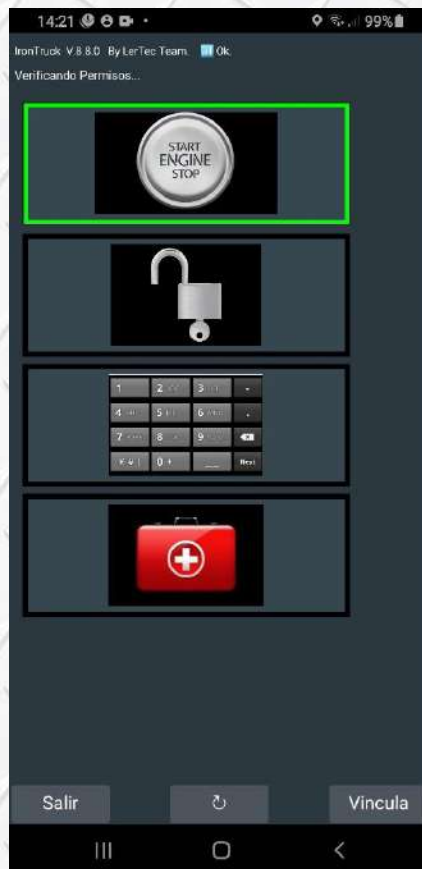 14:21 99%
IronTruck V.8.8.0 By LerTec Team. Ok.
Verificando Permisos...
START
ENGINE
STOP
1 2 3 -
4 5 6 .
7 8 9
0 + Next
Salir ↻ Vincula